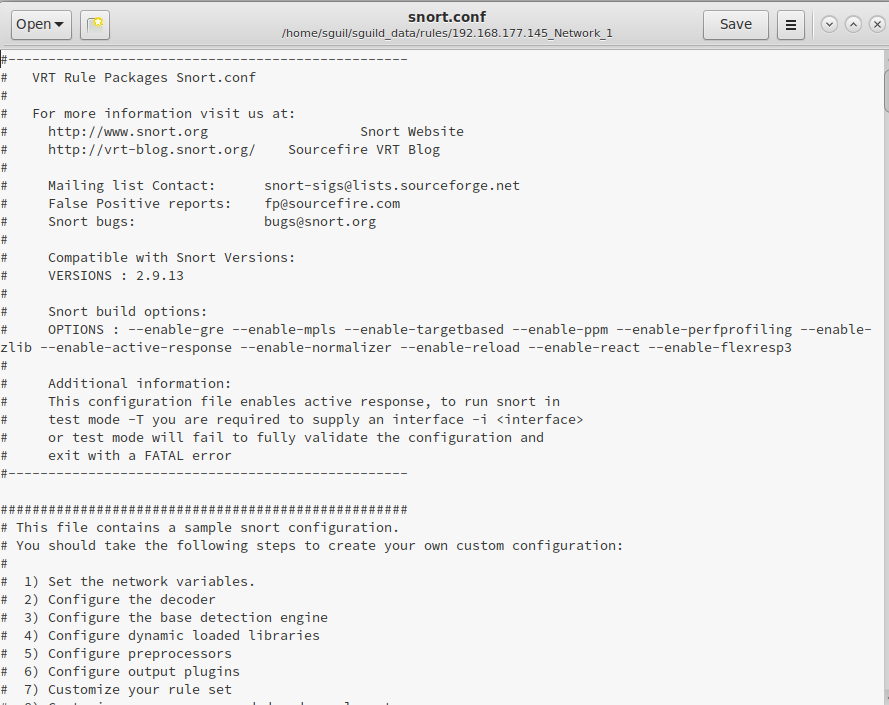 Open
snort.conf
/home/sguil/sguild_data/rules/192.168.177.145_Network_1
Save
#--------------------------------------------------
#   VRT Rule Packages Snort.conf
#
#   For more information visit us at:
#     http://www.snort.org                   Snort Website
#     http://vrt-blog.snort.org/    Sourcefire VRT Blog
#
#     Mailing list Contact:      snort-sigs@lists.sourceforge.net
#     False Positive reports:    fp@sourcefire.com
#     Snort bugs:                bugs@snort.org
#
#     Compatible with Snort Versions:
#     VERSIONS : 2.9.13
#
#     Snort build options:
#     OPTIONS : --enable-gre --enable-mpls --enable-targetbased --enable-ppm --enable-perfprofiling --enable-
zlib --enable-active-response --enable-normalizer --enable-reload --enable-react --enable-flexresp3
#
#     Additional information:
#     This configuration file enables active response, to run snort in
#     test mode -T you are required to supply an interface -i <interface>
#     or test mode will fail to fully validate the configuration and
#     exit with a FATAL error
#--------------------------------------------------

###################################################
# This file contains a sample snort configuration.
# You should take the following steps to create your own custom configuration:
#
#  1) Set the network variables.
#  2) Configure the decoder
#  3) Configure the base detection engine
#  4) Configure dynamic loaded libraries
#  5) Configure preprocessors
#  6) Configure output plugins
#  7) Customize your rule set